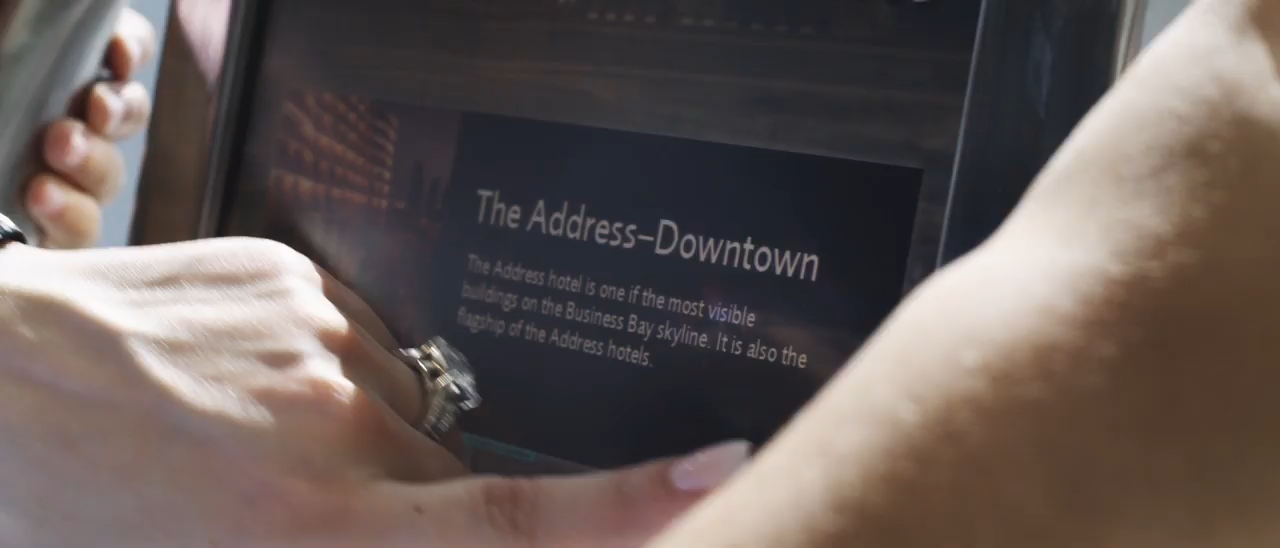 The Address–Downtown
The Address hotel is one if the most visible
buildings on the Business Bay skyline. It is also the
flagship of the Address hotels.